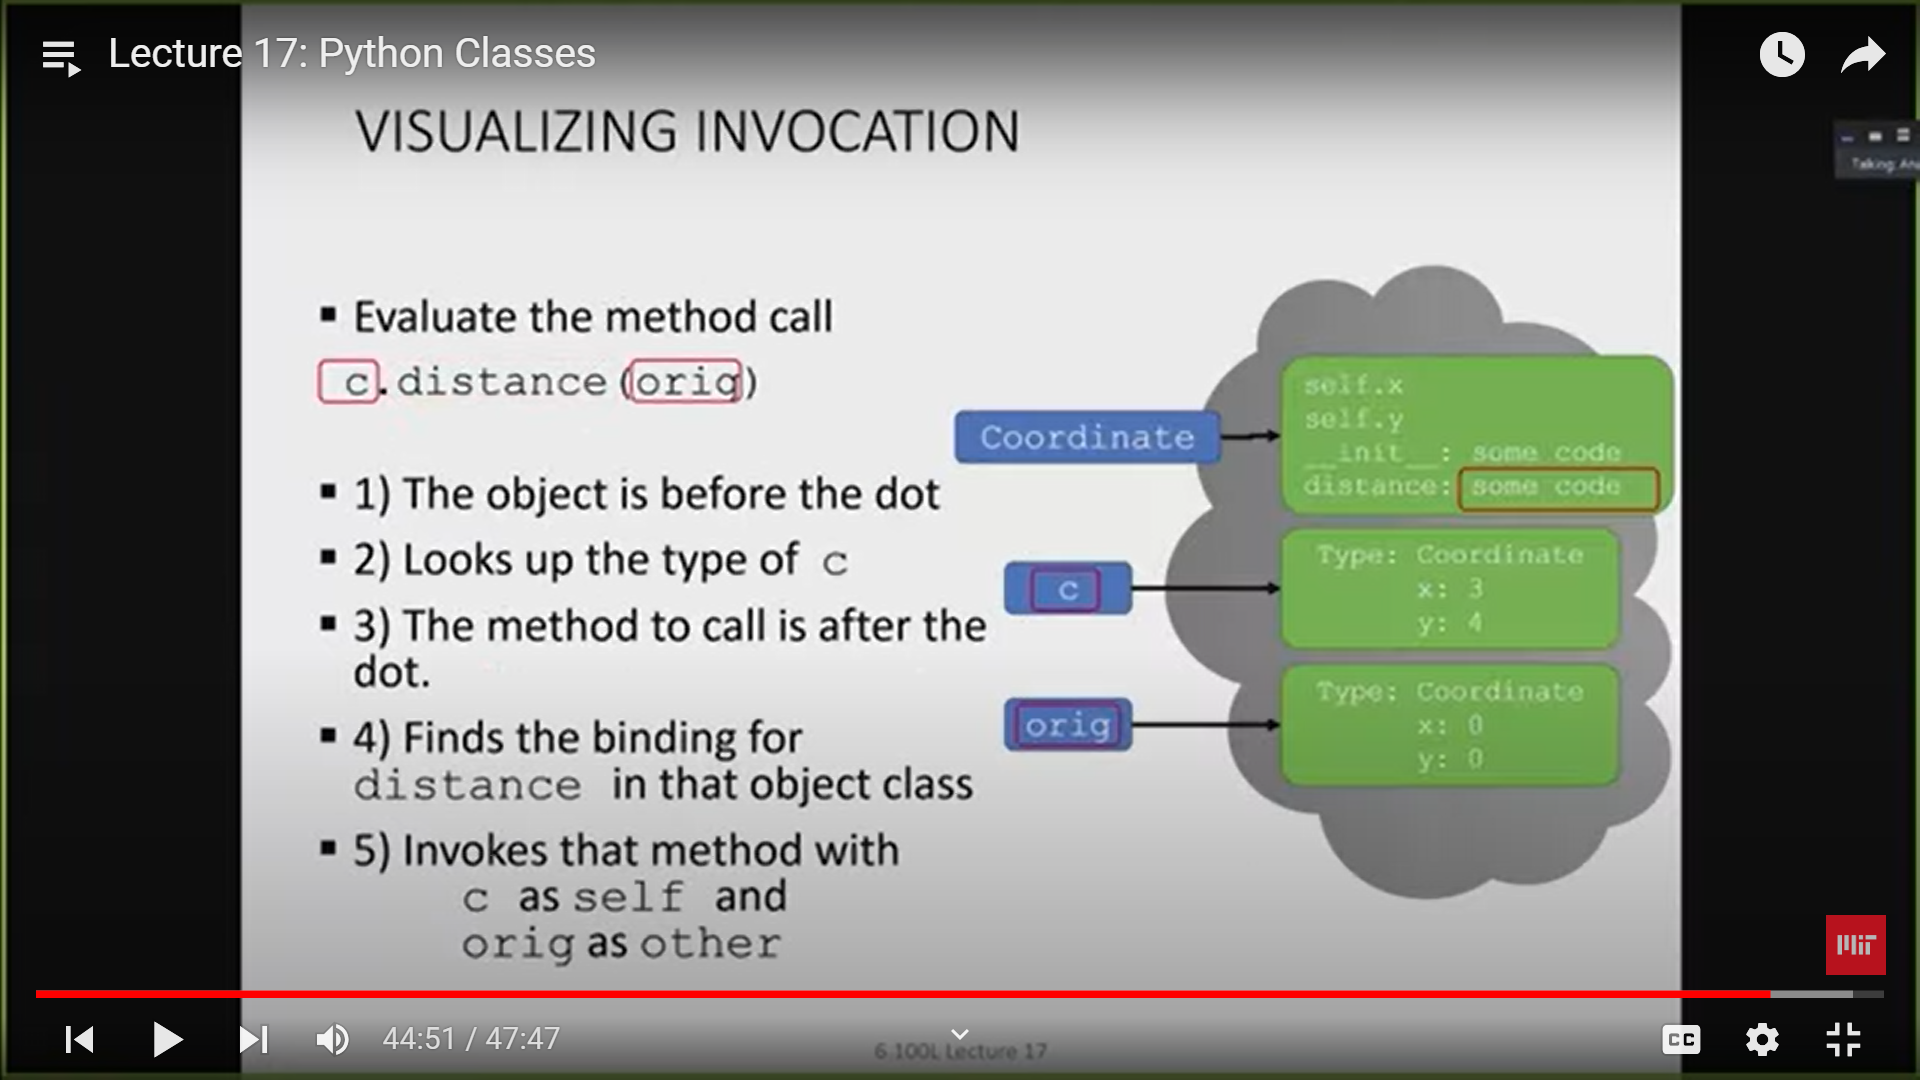 Lecture 17: Python Classes
VISUALIZING INVOCATION
▪ Evaluate the method call
c.distance(orig)
▪ 1) The object is before the dot
▪ 2) Looks up the type of c
▪ 3) The method to call is after the
dot.
▪ 4) Finds the binding for
distance in that object class
▪ 5) Invokes that method with
c as self and
orig as other
Coordinate
self.x
self.y
__init__: some code
distance: some code
c
Type: Coordinate
x: 3
y: 4
orig
Type: Coordinate
x: 0
y: 0
Talking:
MIT
44:51 / 47:47
CC
6.100L Lecture 17